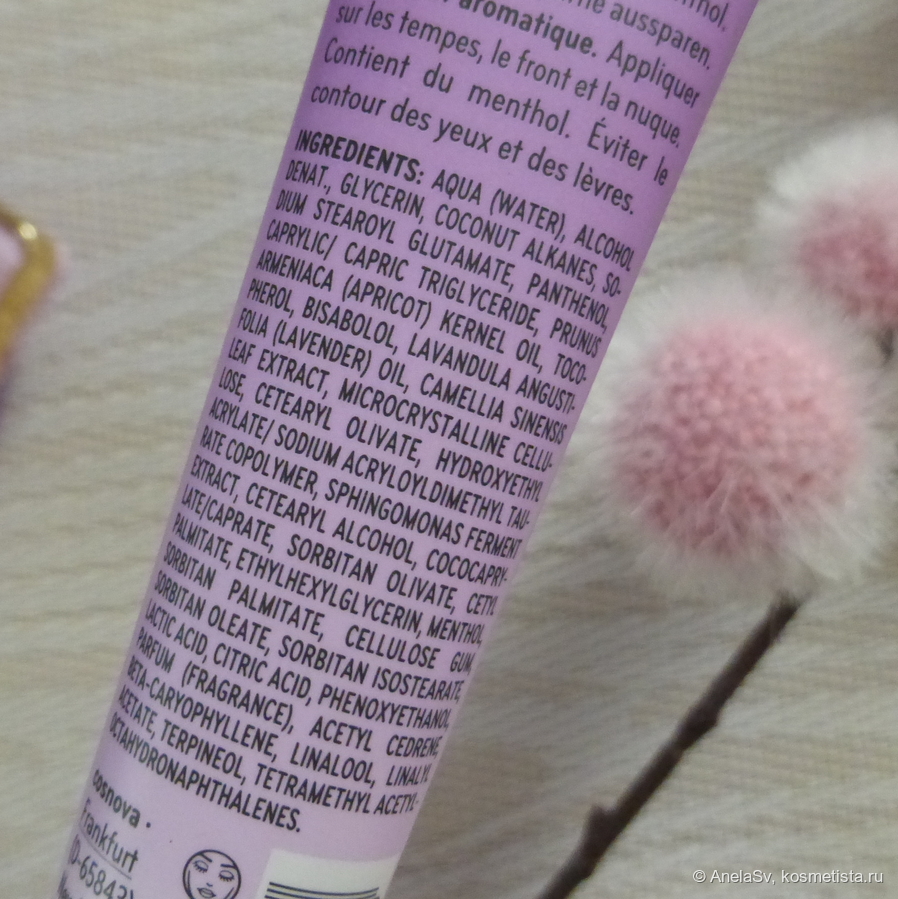 nthol.
aussparen.
aromatique. Appliquer
sur les tempes, le front et la nuque.
Contient du menthol. Éviter le
contour des yeux et des lèvres.
INGREDIENTS: AQUA (WATER), ALCOHOL
DENAT., GLYCERIN, COCONUT ALKANES, SO-
DIUM STEAROYL GLUTAMATE, PANTHENOL,
CAPRYLIC/ CAPRIC TRIGLYCERIDE, PRUNUS
ARMENIACA (APRICOT) KERNEL OIL, TOCO-
PHEROL, BISABOLOL, LAVANDULA ANGUSTI-
FOLIA (LAVENDER) OIL, CAMELLIA SINENSIS
LEAF EXTRACT, MICROCRYSTALLINE CELLU-
LOSE, CETEARYL OLIVATE, HYDROXYETHYL
ACRYLATE/ SODIUM ACRYLOYLDIMETHYL TAU-
RATE COPOLYMER, SPHINGOMONAS FERMENT
EXTRACT, CETEARYL ALCOHOL, COCOCAPRY-
LATE/CAPRATE, SORBITAN OLIVATE, CETYL
PALMITATE, ETHYLHEXYLGLYCERIN, MENTHOL,
SORBITAN PALMITATE, CELLULOSE GUM,
SORBITAN OLEATE, SORBITAN ISOSTEARATE,
LACTIC ACID, CITRIC ACID, PHENOXYETHANOL,
PARFUM (FRAGRANCE), ACETYL CEDRENE,
BETA-CARYOPHYLLENE, LINALOOL, LINALYL
ACETATE, TERPINEOL, TETRAMETHYL ACETYL-
OCTAHYDRONAPHTHALENES.
cosnova ·
Frankfurt
(D-65843)
© AnelaSv, kosmetista.ru